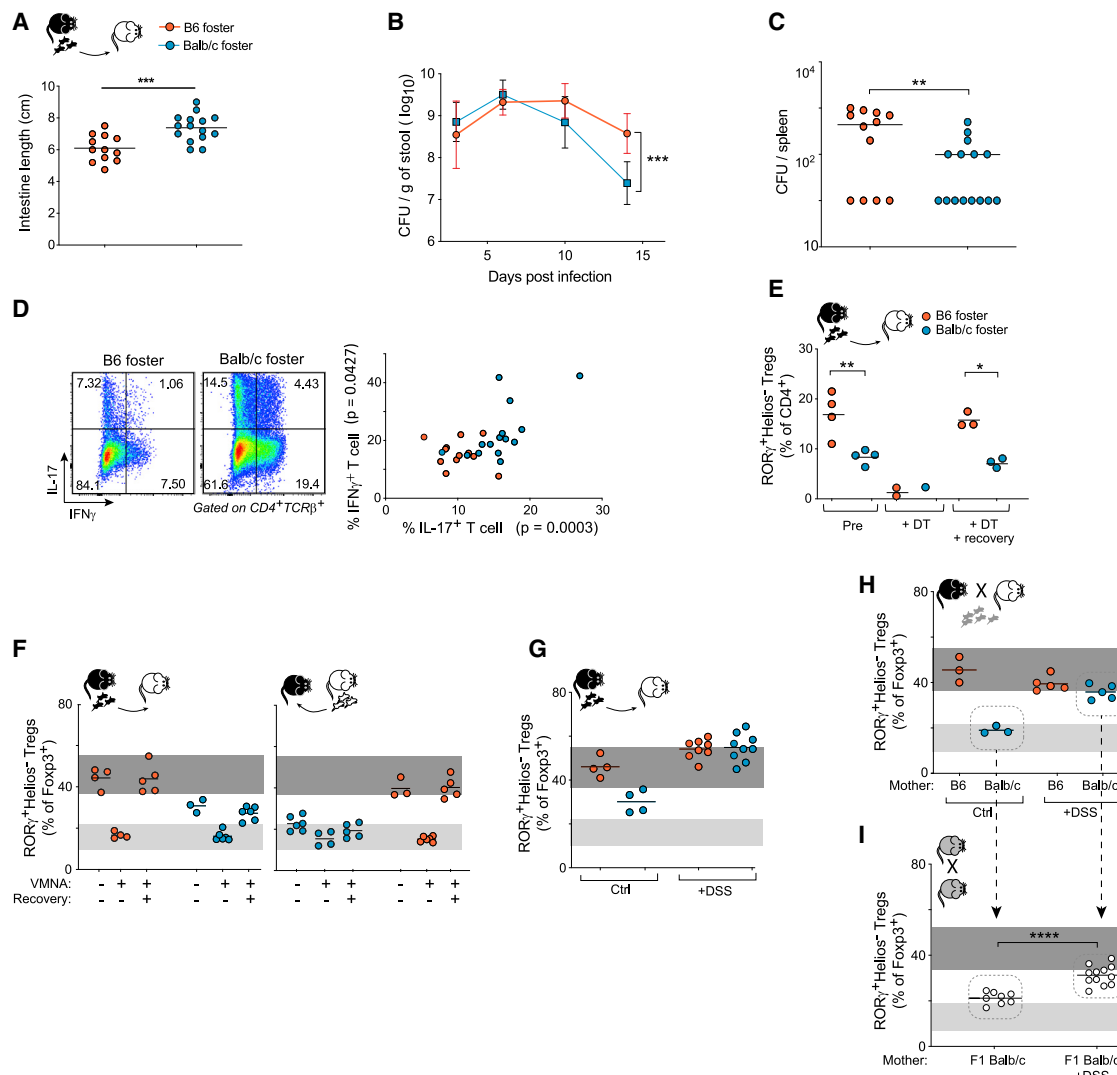 A
B6 foster
Balb/c foster
Intestine length (cm)
10
8
6
4
2
0
***
B
CFU / g of stool ( log10)
10
9
8
7
6
5
10
15
***
Days post infection
C
CFU / spleen
10⁴
10²
10
**
D
B6 foster
Balb/c foster
7.32
1.06
84.1
7.50
14.5
4.43
61.6
19.4
IL-17
IFNγ
Gated on CD4⁺TCRβ⁺
% IFNγ⁺ T cell (p = 0.0427)
40
20
0
0
10
20
30
% IL-17⁺ T cell (p = 0.0003)
E
B6 foster
Balb/c foster
RORγ⁺Helios⁻ Tregs
(% of CD4⁺)
30
20
10
0
**
*
Pre
+ DT
+ DT
+ recovery
F
RORγ⁺Helios⁻ Tregs
(% of Foxp3⁺)
80
40
0
VMNA: - + + - + + - + + - + +
Recovery: - - + - - + - - + - - +
G
RORγ⁺Helios⁻ Tregs
(% of Foxp3⁺)
80
40
0
Ctrl
+DSS
H
X
RORγ⁺Helios⁻ Tregs
(% of Foxp3⁺)
80
40
0
Mother: B6 Balb/c B6 Balb/c
Ctrl
+DSS
I
X
RORγ⁺Helios⁻ Tregs
(% of Foxp3⁺)
80
40
0
****
Mother: F1 Balb/c F1 Balb/c
+DSS